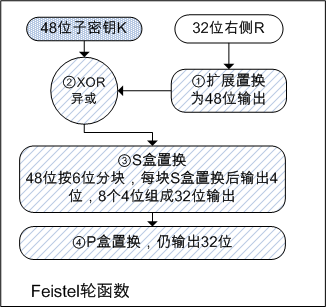 48位子密钥K
32位右侧R
②XOR
异或
①扩展置换
为48位输出
③S盒置换
48位按6位分块，每块S盒置换后输出4
位，8个4位组成32位输出
④P盒置换，仍输出32位
Feistel轮函数